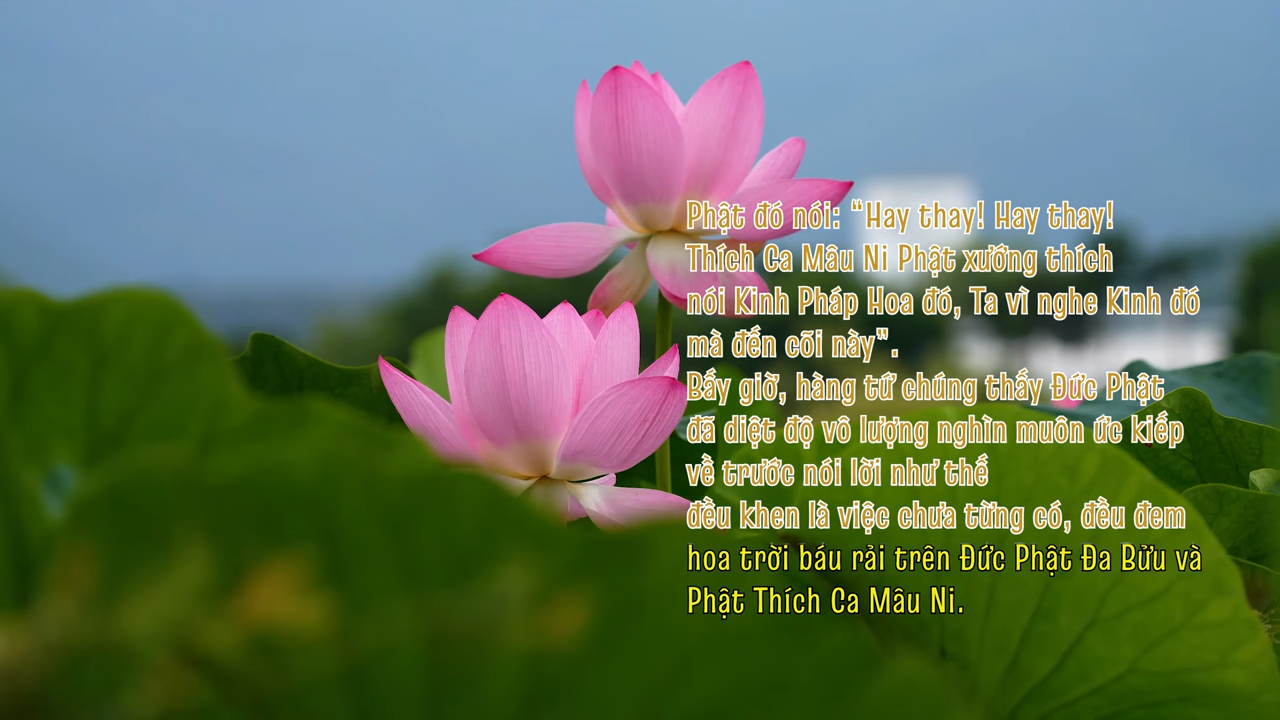 Phật đó nói: “Hay thay! Hay thay!
Thích Ca Mâu Ni Phật xướng thích
nói Kinh Pháp Hoa đó, Ta vì nghe Kinh đó
mà đến cõi này”.
Bấy giờ, hàng tứ chúng thấy Đức Phật
đã diệt độ vô lượng nghìn muôn ức kiếp
về trước nói lời như thế
đều khen là việc chưa từng có, đều đem
hoa trời báu rải trên Đức Phật Đa Bửu và
Phật Thích Ca Mâu Ni.